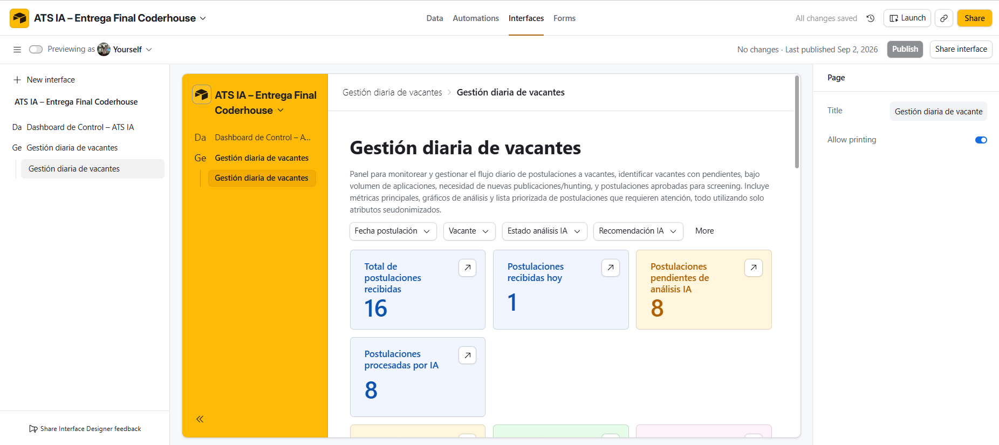 ATS IA – Entrega Final Coderhouse
Data
Automations
Interfaces
Forms
All changes saved
Launch
Share
Previewing as
Yourself
No changes · Last published Sep 2, 2026
Publish
Share interface
New interface
ATS IA – Entrega Final Coderhouse
Da Dashboard de Control – ATS IA
Ge Gestión diaria de vacantes
Gestión diaria de vacantes
Share Interface Designer feedback
ATS IA – Entrega Final
Coderhouse
Da Dashboard de Control – A...
Ge Gestión diaria de vacantes
Gestión diaria de vacantes
Gestión diaria de vacantes
Gestión diaria de vacantes
Gestión diaria de vacantes
Panel para monitorear y gestionar el flujo diario de postulaciones a vacantes, identificar vacantes con pendientes, bajo
volumen de aplicaciones, necesidad de nuevas publicaciones/hunting, y postulaciones aprobadas para screening. Incluye
métricas principales, gráficos de análisis y lista priorizada de postulaciones que requieren atención, todo utilizando solo
atributos seudonimizados.
Fecha postulación
Vacante
Estado análisis IA
Recomendación IA
More
Total de
postulaciones
recibidas
16
Postulaciones
recibidas hoy
1
Postulaciones
pendientes de
análisis IA
8
Postulaciones
procesadas por IA
8
Page
Title
Gestión diaria de vacante
Allow printing